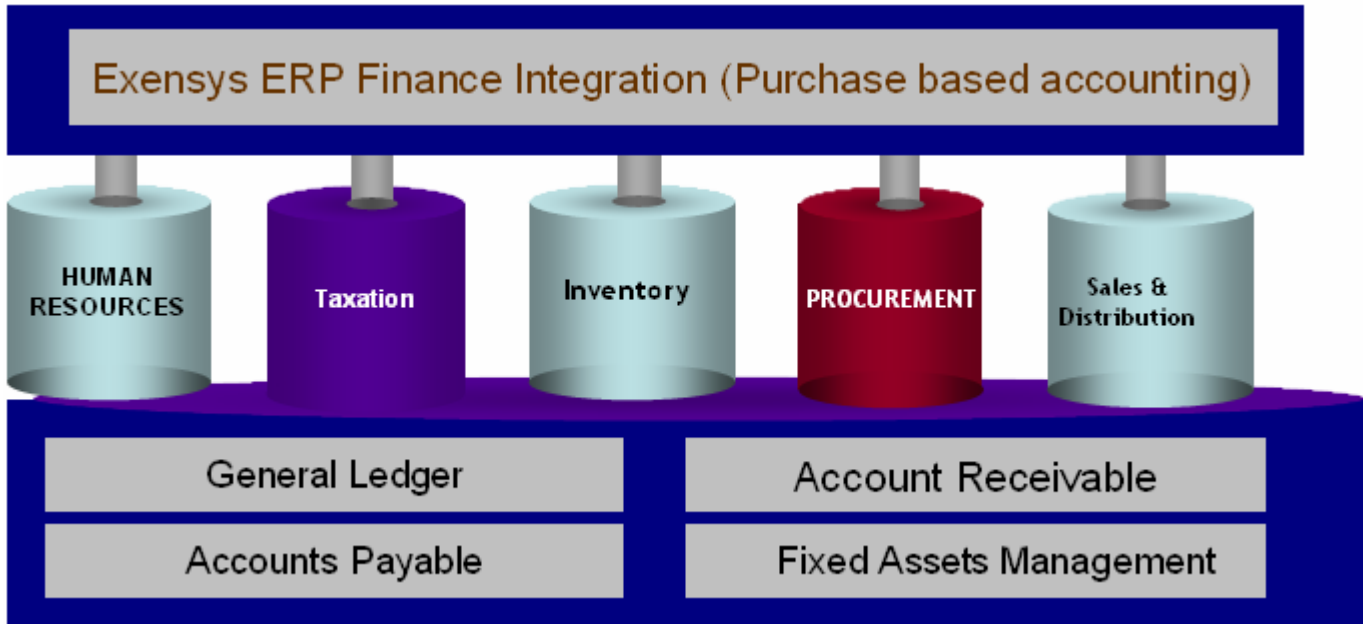 Exensys ERP Finance Integration (Purchase based accounting)
HUMAN
RESOURCES
Taxation
Inventory
PROCUREMENT
Sales &
Distribution
General Ledger
Account Receivable
Accounts Payable
Fixed Assets Management